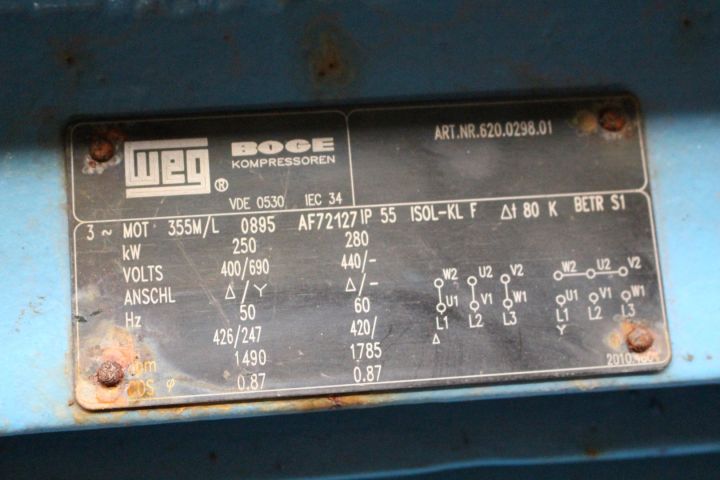 WEG ® BOGE KOMPRESSOREN ART.NR.620.0298.01
VDE 0530 IEC 34
3 ~ MOT 355M/L 0895 AF72127 IP 55 ISOL-KL F Δt 80 K BETR S1
kW 250 280
VOLTS 400/690 440/-
ANSCHL Δ/Y Δ/-
Hz 50 60
426/247 420/
1490 1785
COS φ 0.87 0.87
W2 U2 V2 W2 U2 V2
U1 V1 W1 U1 V1 W1
L1 L2 L3 L1 L2 L3
Δ Y